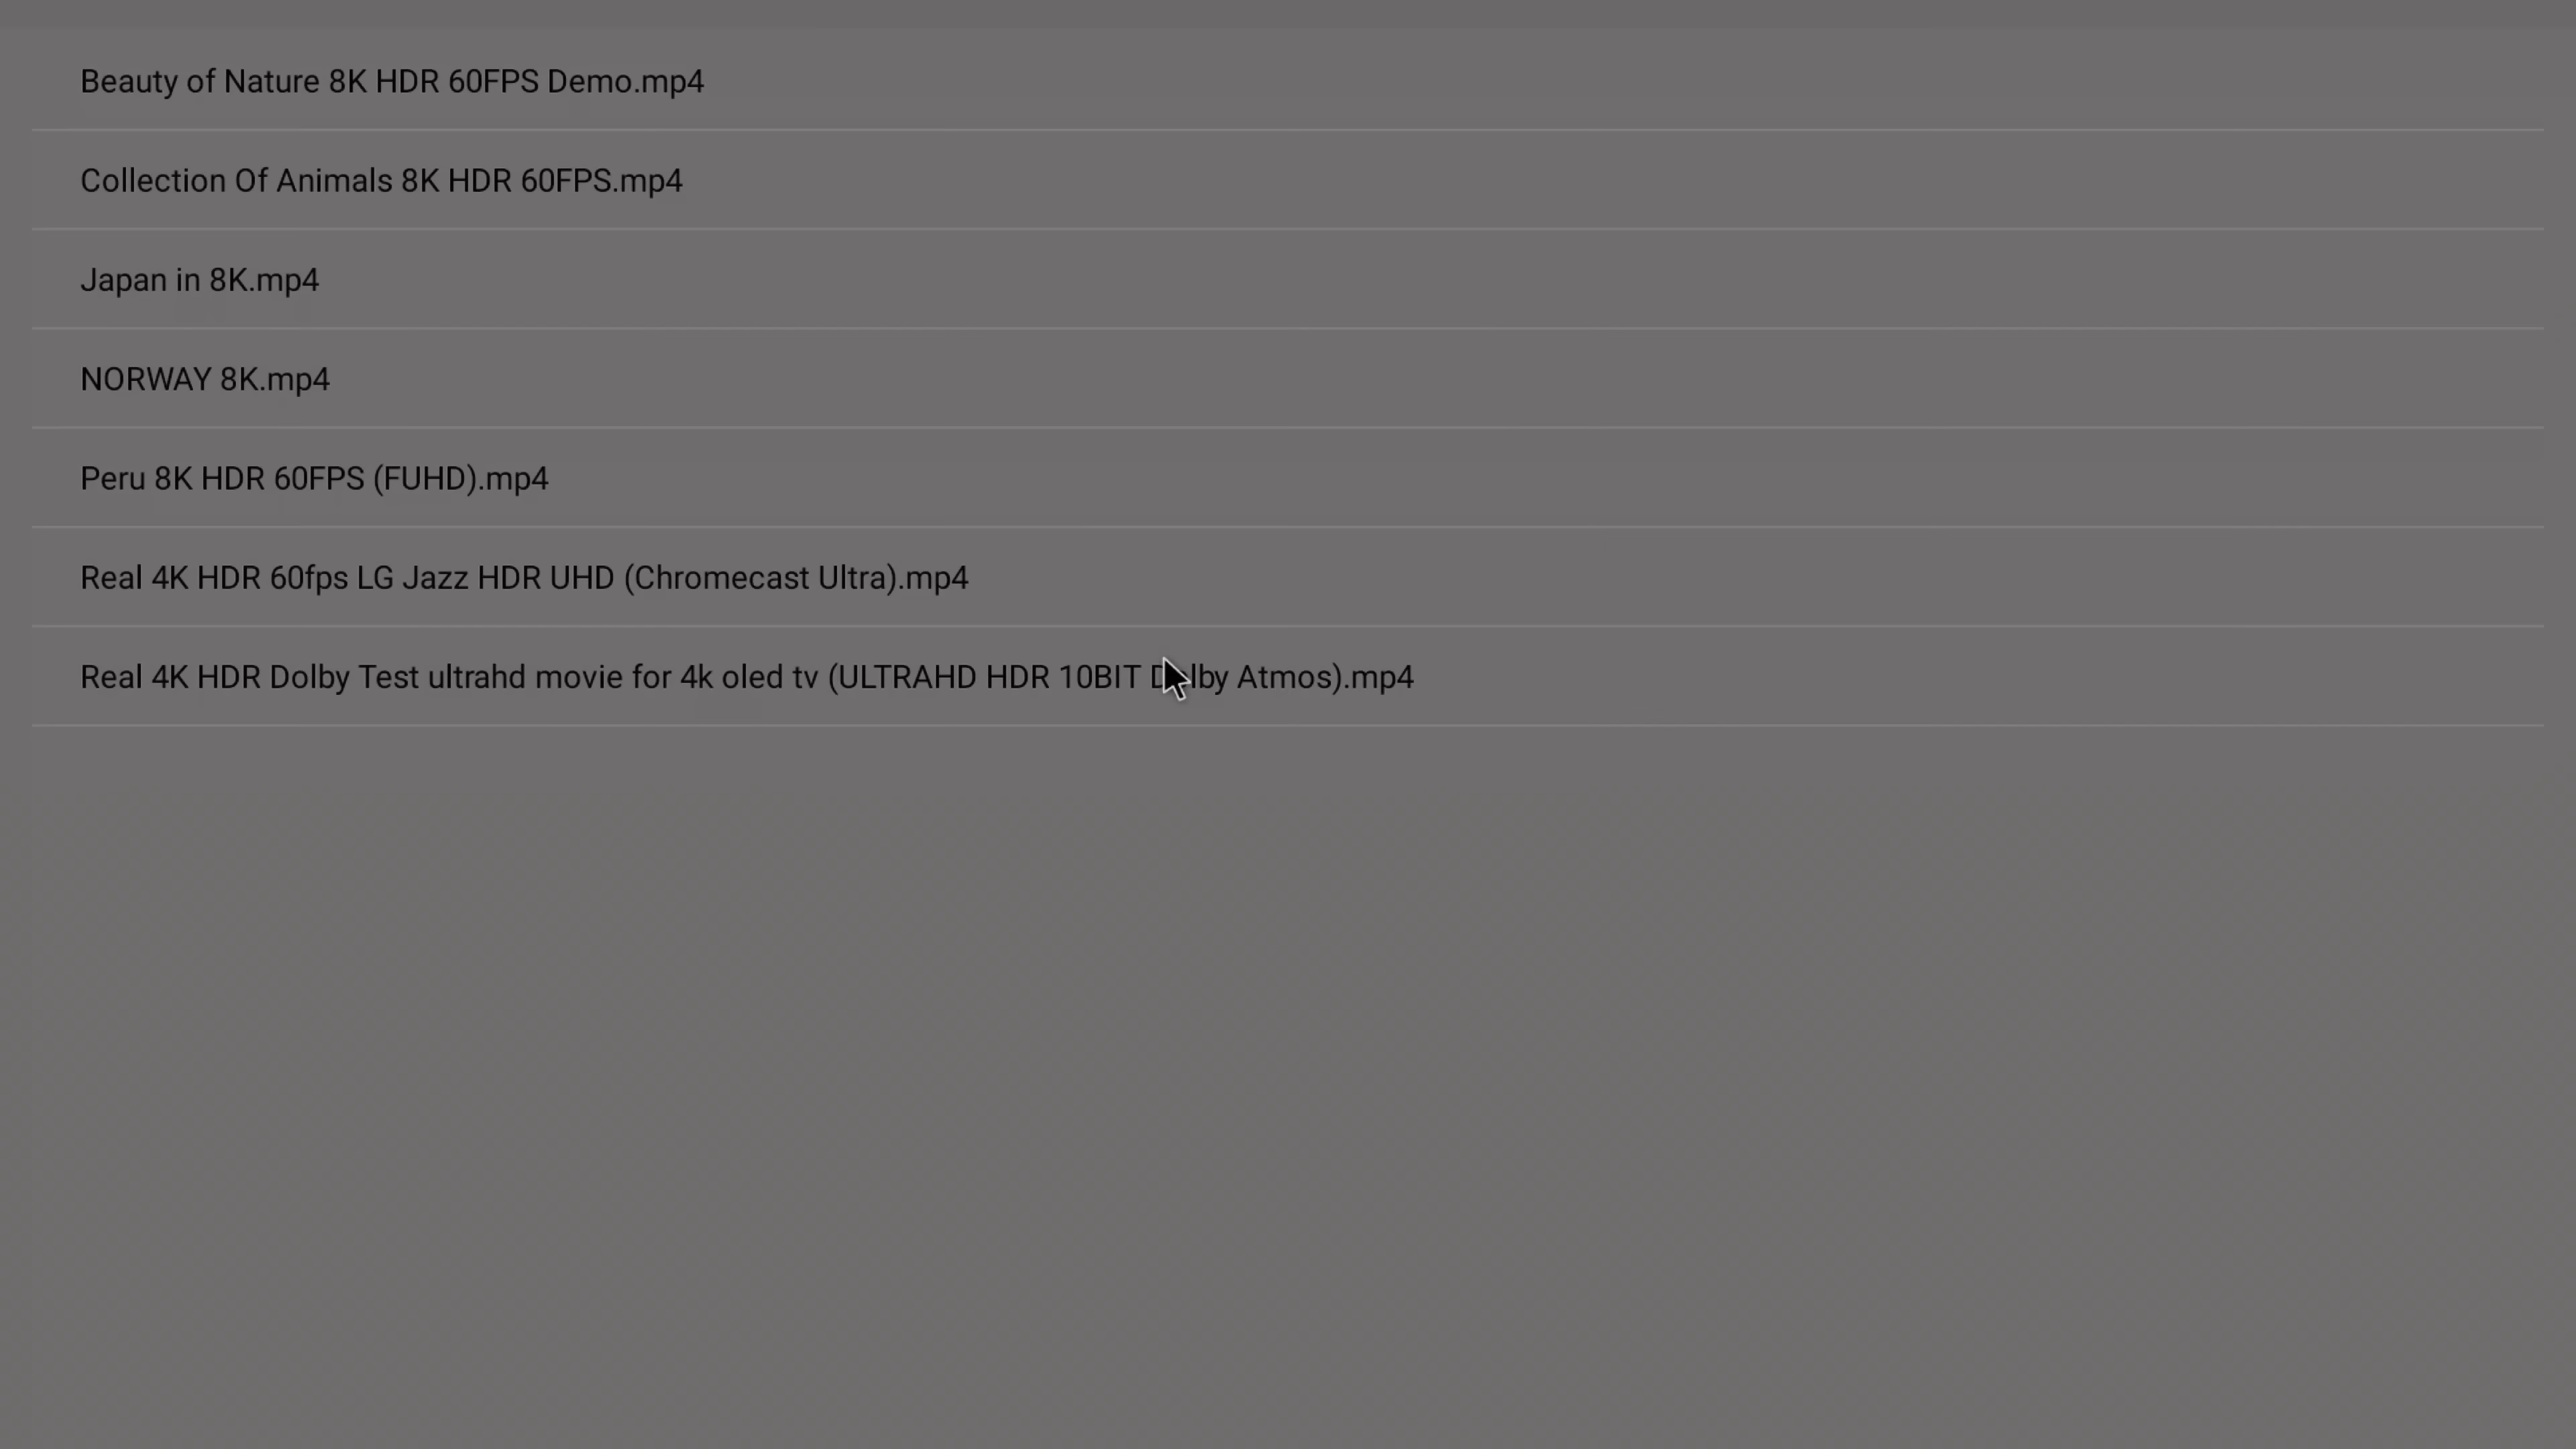 Beauty of Nature 8K HDR 60FPS Demo.mp4
Collection Of Animals 8K HDR 60FPS.mp4
Japan in 8K.mp4
NORWAY 8K.mp4
Peru 8K HDR 60FPS (FUHD).mp4
Real 4K HDR 60fps LG Jazz HDR UHD (Chromecast Ultra).mp4
Real 4K HDR Dolby Test ultrahd movie for 4k oled tv (ULTRAHD HDR 10BIT Dolby Atmos).mp4